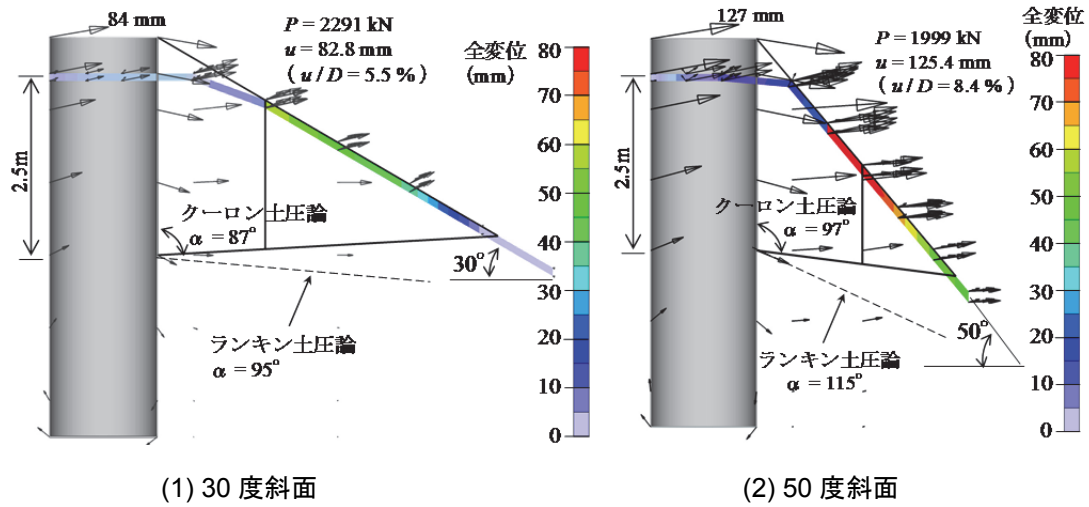 84 mm
P = 2291 kN
u = 82.8 mm
( u / D = 5.5 % )
全変位
(mm)
80
70
60
50
40
30
20
10
0
2.5m
クーロン土圧論
α = 87°
30°
ランキン土圧論
α = 95°
(1) 30 度斜面
127 mm
P = 1999 kN
u = 125.4 mm
( u / D = 8.4 % )
全変位
(mm)
80
70
60
50
40
30
20
10
0
2.5m
クーロン土圧論
α = 97°
50°
ランキン土圧論
α = 115°
(2) 50 度斜面